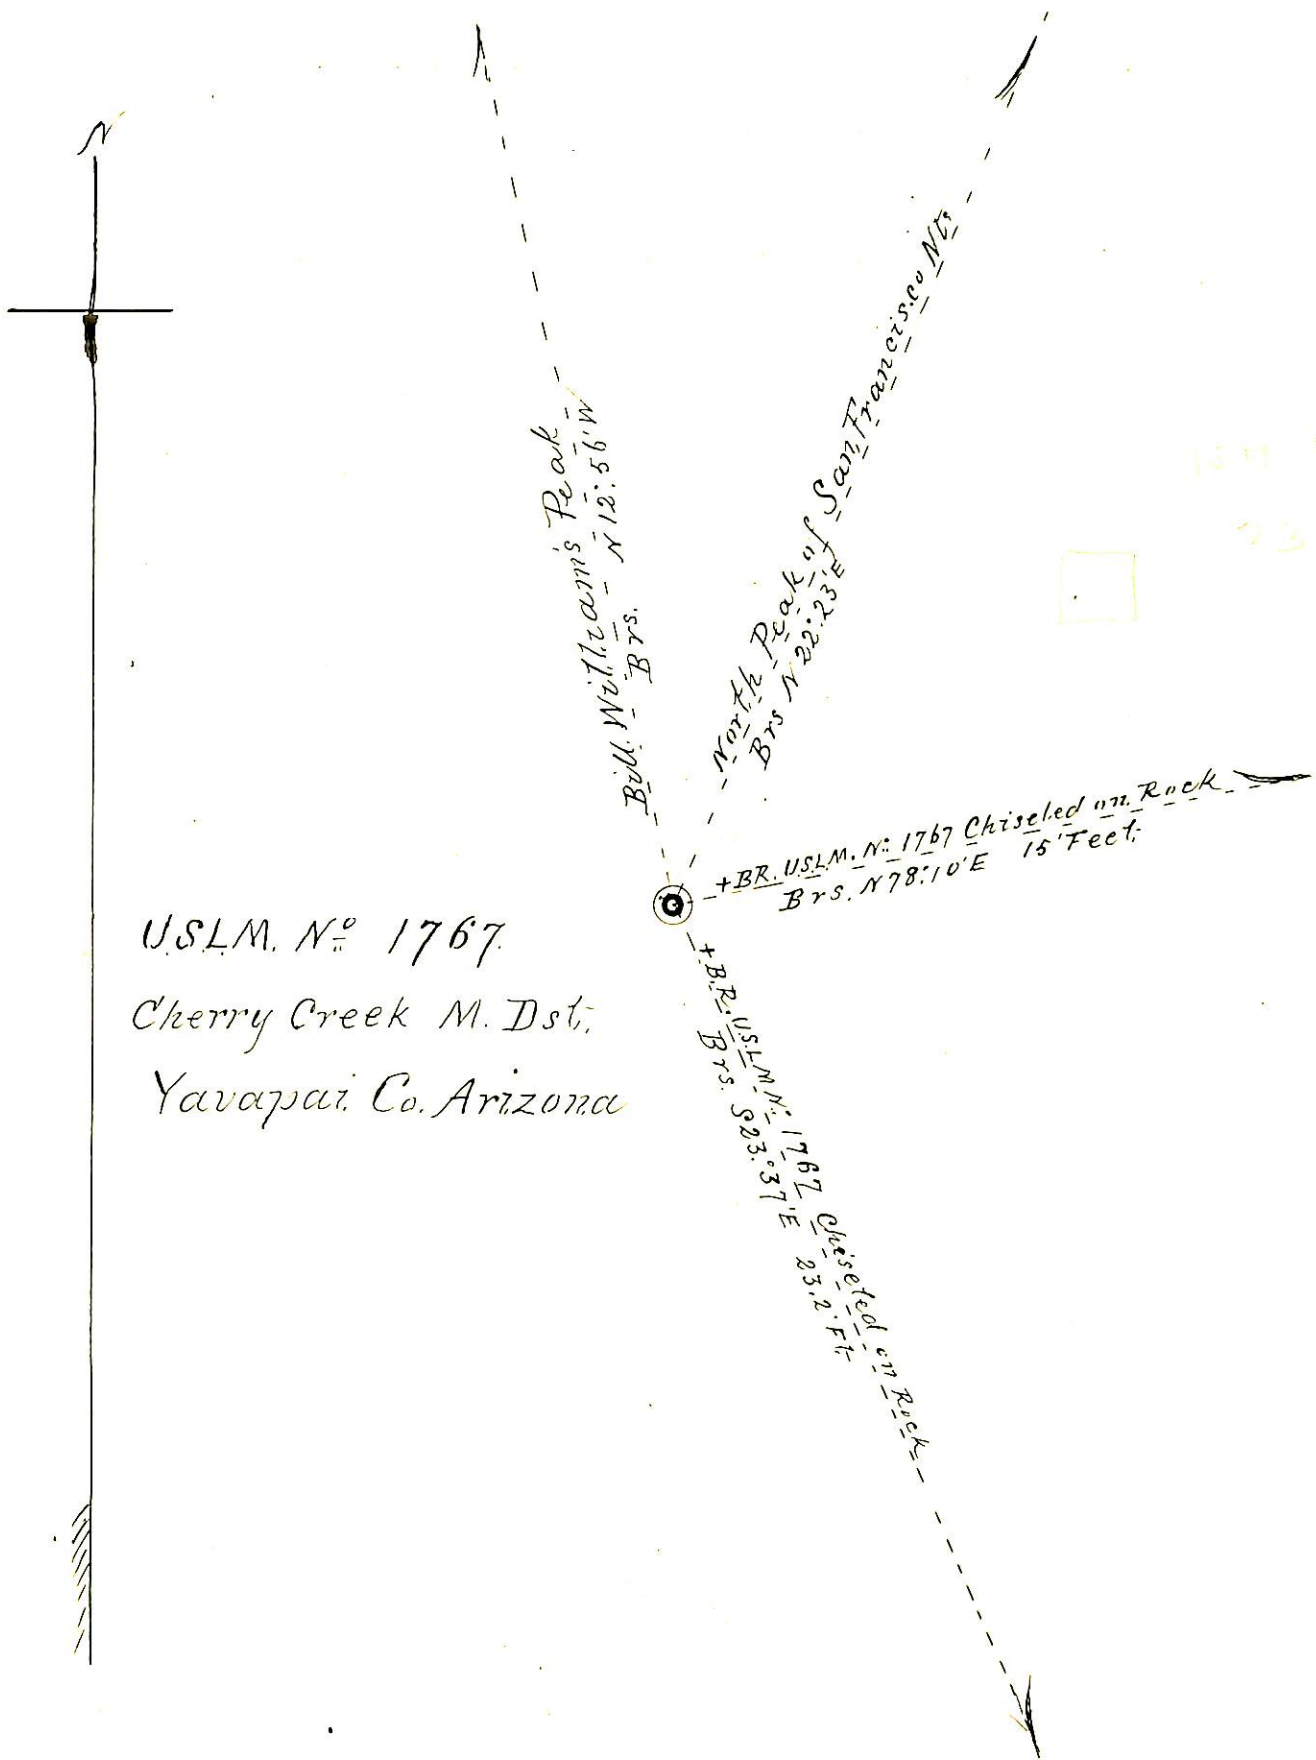 N
Bill Williams Peak
Brs. N 12°56'W
North Peak of San Francisco Mts
Brs N 22°23'E
+BR. U.S.L.M. No 1767 Chiseled on Rock
Brs. N 78°10'E 15 'Feet.
U.S.L.M. No 1767.
Cherry Creek M. Dst.
Yavapai Co. Arizona
+B.R. U.S.L.M. No 1767 Chiseled on Rock
Brs. S 23°37'E 23.2' Ft.